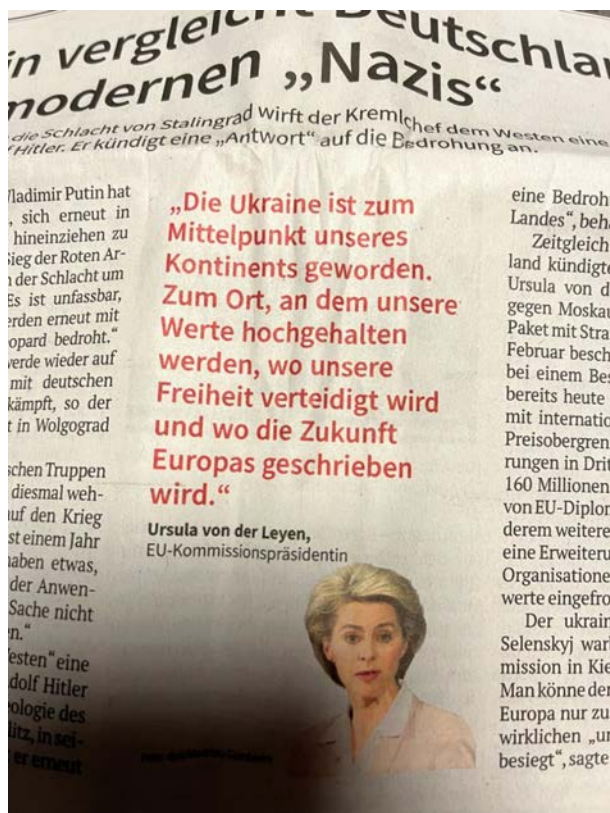 in vergleicht Deutschlan
modernen „Nazis“
die Schlacht von Stalingrad wirft der Kremlchef dem Westen eine
Hitler. Er kündigt eine „Antwort“ auf die Bedrohung an.
Vladimir Putin hat
, sich erneut in
hineinziehen zu
Sieg der Roten Ar-
n der Schlacht um
Es ist unfassbar,
erden erneut mit
opard bedroht.“
werde wieder auf
mit deutschen
kämpft, so der
t in Wolgograd
schen Truppen
diesmal weh-
auf den Krieg
st einem Jahr
haben etwas,
der Anwen-
Sache nicht
n.“
esten“ eine
dolf Hitler
ologie des
litz, in sei-
er erneut
„Die Ukraine ist zum
Mittelpunkt unseres
Kontinents geworden.
Zum Ort, an dem unsere
Werte hochgehalten
werden, wo unsere
Freiheit verteidigt wird
und wo die Zukunft
Europas geschrieben
wird.“
Ursula von der Leyen,
EU-Kommissionspräsidentin
eine Bedroh
Landes“, beh
Zeitgleich
land kündigte
Ursula von d
gegen Moskau
Paket mit Stra
Februar besch
bei einem Bes
bereits heute
mit internatio
Preisobergren
rungen in Drit
160 Millionen
von EU-Diplor
derem weitere
eine Erweiteru
Organisatione
werte eingefro
Der ukrain
Selenskyj war
mission in Kie
Man könne der
Europa nur zu
wirklichen „un
besiegt“, sagte